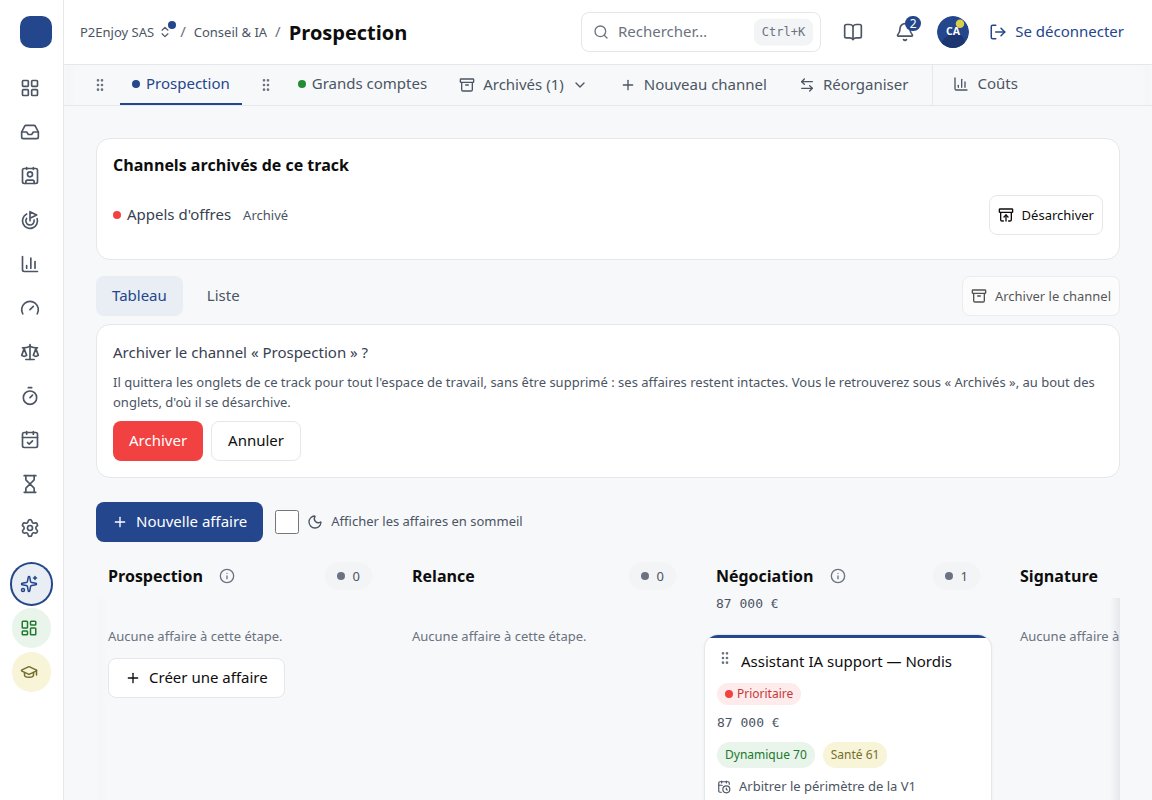 P2Enjoy SAS / Conseil & IA / Prospection
Rechercher... Ctrl+K
2
CA
Se déconnecter
Prospection
Grands comptes
Archivés (1)
Nouveau channel
Réorganiser
Coûts
Channels archivés de ce track
Appels d'offres Archivé
Désarchiver
Tableau
Liste
Archiver le channel
Archiver le channel « Prospection » ?
Il quittera les onglets de ce track pour tout l'espace de travail, sans être supprimé : ses affaires restent intactes. Vous le retrouverez sous « Archivés », au bout des
onglets, d'où il se désarchive.
Archiver
Annuler
Nouvelle affaire
Afficher les affaires en sommeil
Prospection 0
Relance 0
Négociation 1
Signature
87 000 €
Aucune affaire à cette étape.
Aucune affaire à cette étape.
Aucune affaire à
Créer une affaire
Assistant IA support — Nordis
Prioritaire
87 000 €
Dynamique 70
Santé 61
Arbitrer le périmètre de la V1